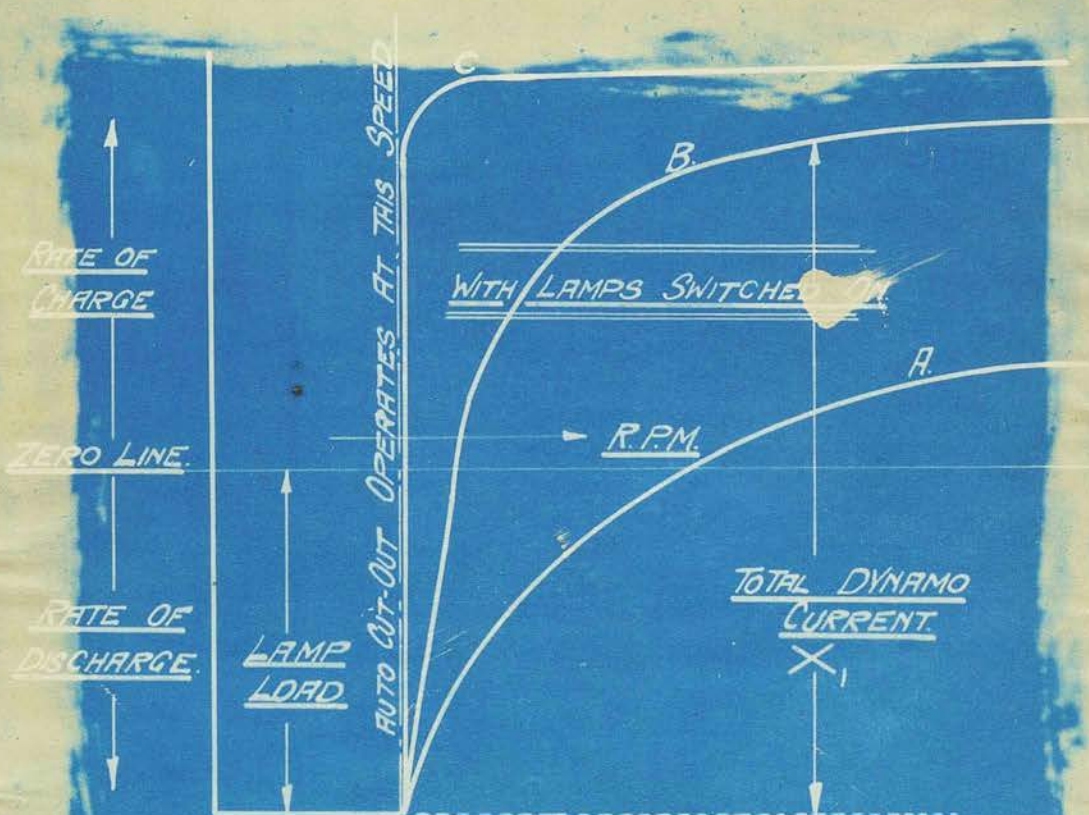 C
AUTO CUT-OUT OPERATES AT THIS SPEED
B.
RATE OF
CHARGE
WITH LAMPS SWITCHED ON
A.
R.P.M.
ZERO LINE.
TOTAL DYNAMO
CURRENT.
X1
RATE OF
DISCHARGE.
LAMP
LOAD